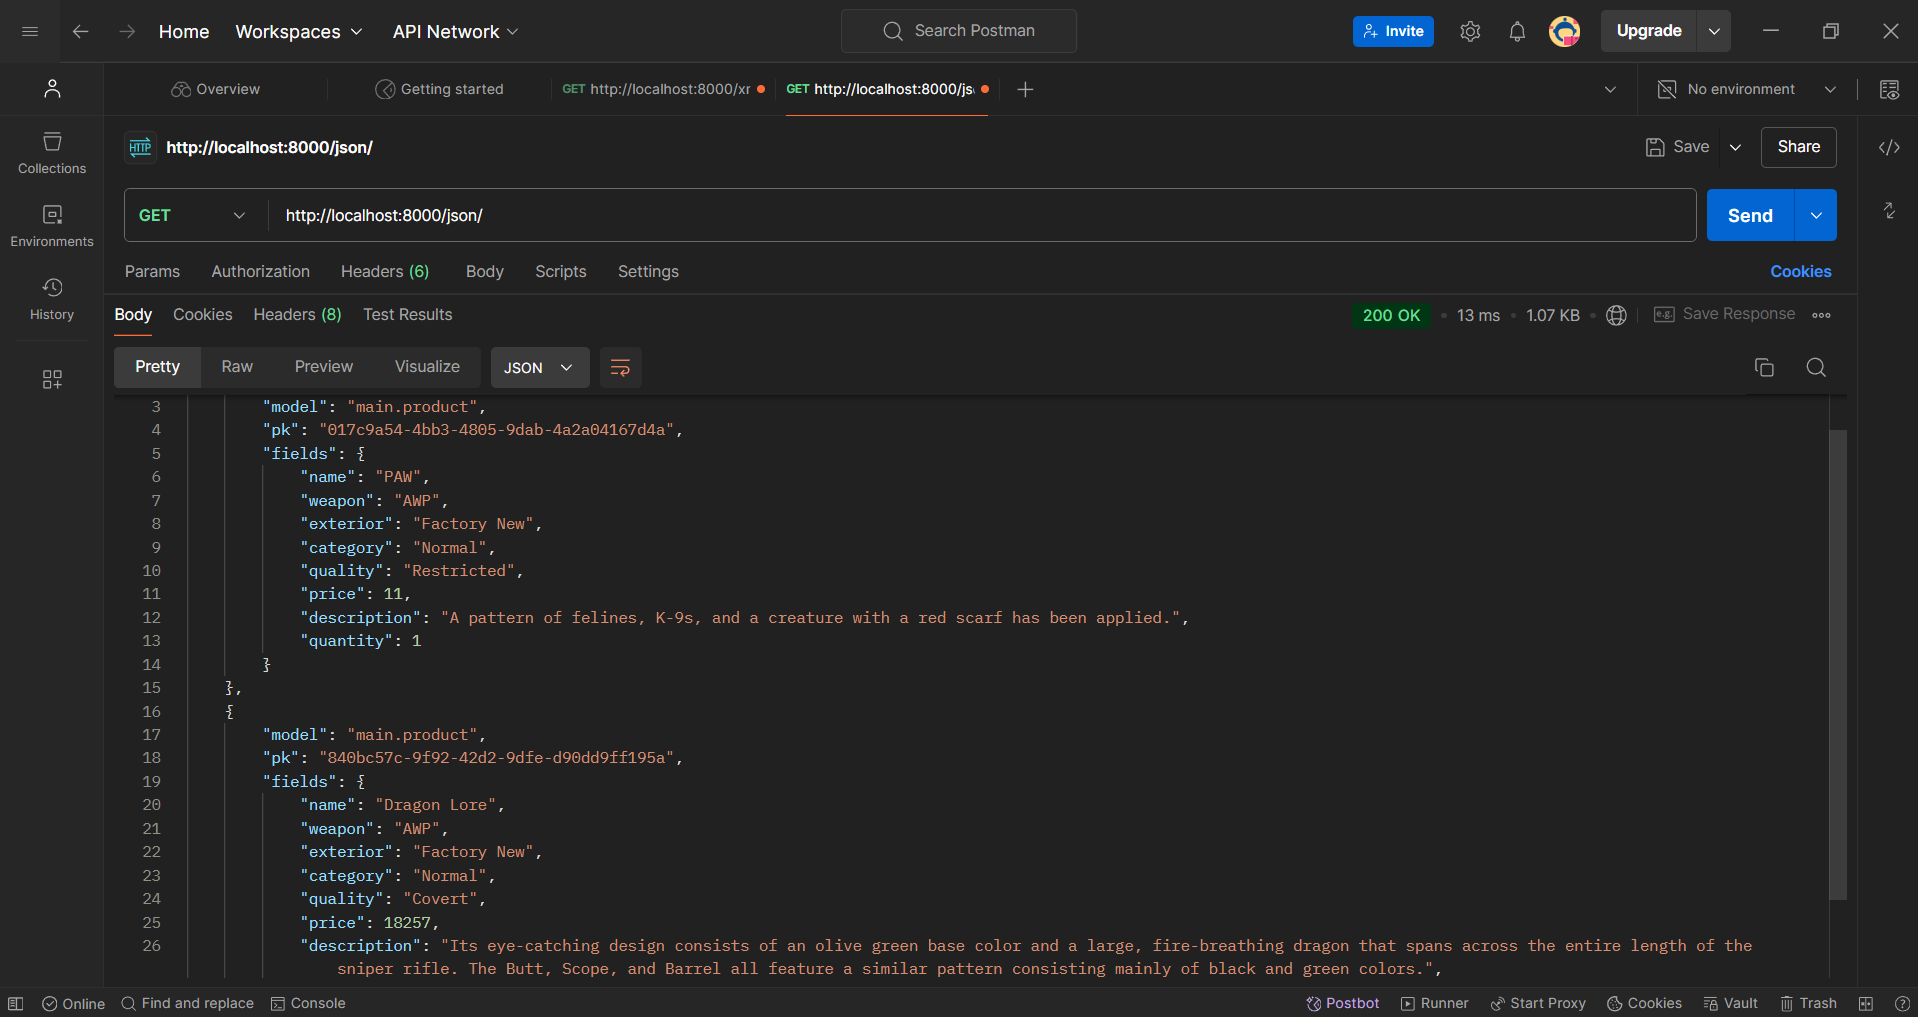 Home Workspaces API Network Search Postman Invite Upgrade
Overview Getting started GET http://localhost:8000/xr GET http://localhost:8000/js No environment
Collections
Environments
History
HTTP http://localhost:8000/json/ Save Share
GET http://localhost:8000/json/ Send
Params Authorization Headers (6) Body Scripts Settings Cookies
Body Cookies Headers (8) Test Results 200 OK • 13 ms • 1.07 KB • e.g. Save Response
Pretty Raw Preview Visualize JSON
3 "model": "main.product",
4 "pk": "017c9a54-4bb3-4805-9dab-4a2a04167d4a",
5 "fields": {
6 "name": "PAW",
7 "weapon": "AWP",
8 "exterior": "Factory New",
9 "category": "Normal",
10 "quality": "Restricted",
11 "price": 11,
12 "description": "A pattern of felines, K-9s, and a creature with a red scarf has been applied.",
13 "quantity": 1
14 }
15 },
16 {
17 "model": "main.product",
18 "pk": "840bc57c-9f92-42d2-9dfe-d90dd9ff195a",
19 "fields": {
20 "name": "Dragon Lore",
21 "weapon": "AWP",
22 "exterior": "Factory New",
23 "category": "Normal",
24 "quality": "Covert",
25 "price": 18257,
26 "description": "Its eye-catching design consists of an olive green base color and a large, fire-breathing dragon that spans across the entire length of the
sniper rifle. The Butt, Scope, and Barrel all feature a similar pattern consisting mainly of black and green colors.",
Online Find and replace Console Postbot Runner Start Proxy Cookies Vault Trash